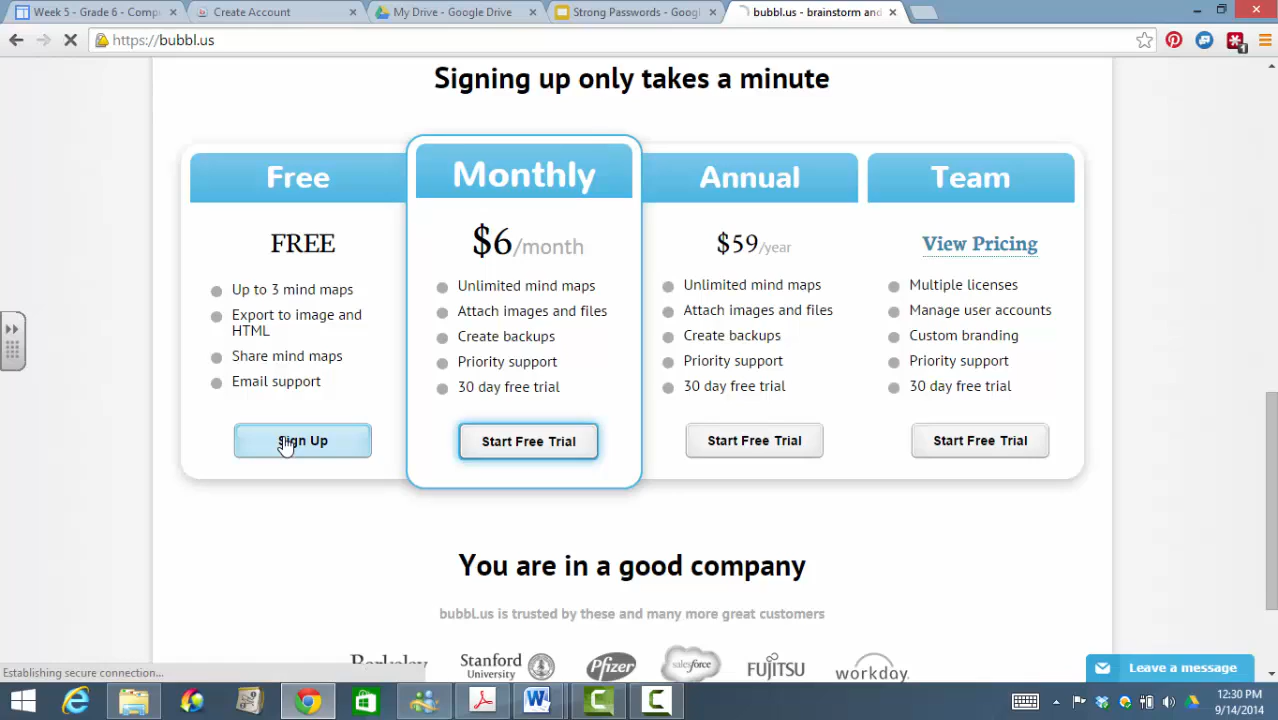 Week 5 - Grade 6 - Compu
Create Account
My Drive - Google Drive
Strong Passwords - Googl
bubbl.us - brainstorm and
https://bubbl.us
Signing up only takes a minute
Free
Monthly
Annual
Team
FREE
$6/month
$59/year
View Pricing
Up to 3 mind maps
Export to image and
HTML
Share mind maps
Email support
Unlimited mind maps
Attach images and files
Create backups
Priority support
30 day free trial
Unlimited mind maps
Attach images and files
Create backups
Priority support
30 day free trial
Multiple licenses
Manage user accounts
Custom branding
Priority support
30 day free trial
Sign Up
Start Free Trial
Start Free Trial
Start Free Trial
You are in a good company
bubbl.us is trusted by these and many more great customers
Berkeley
Stanford
University
Pfizer
salesforce
FUJITSU
workday.
Establishing secure connection...
Leave a message
12:30 PM
9/14/2014